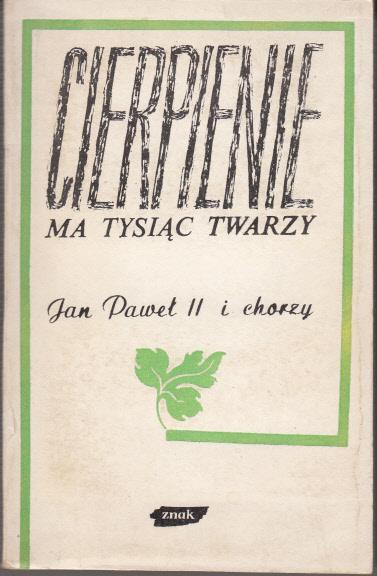 CIERPIENIE
MA TYSIĄC TWARZY
Jan Paweł II i chorzy
znak